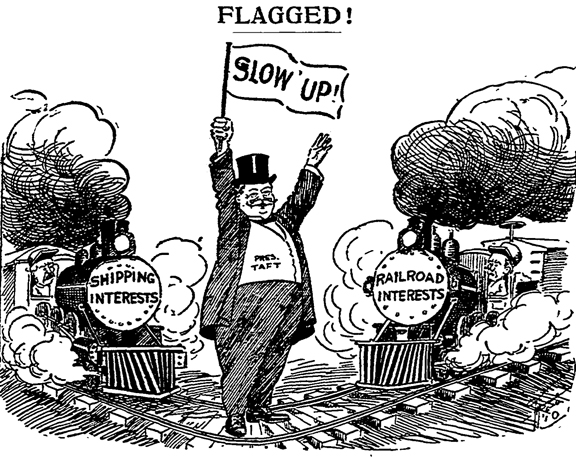 FLAGGED!
SLOW UP!
PRES.
TAFT
SHIPPING
INTERESTS
RAILROAD
INTERESTS